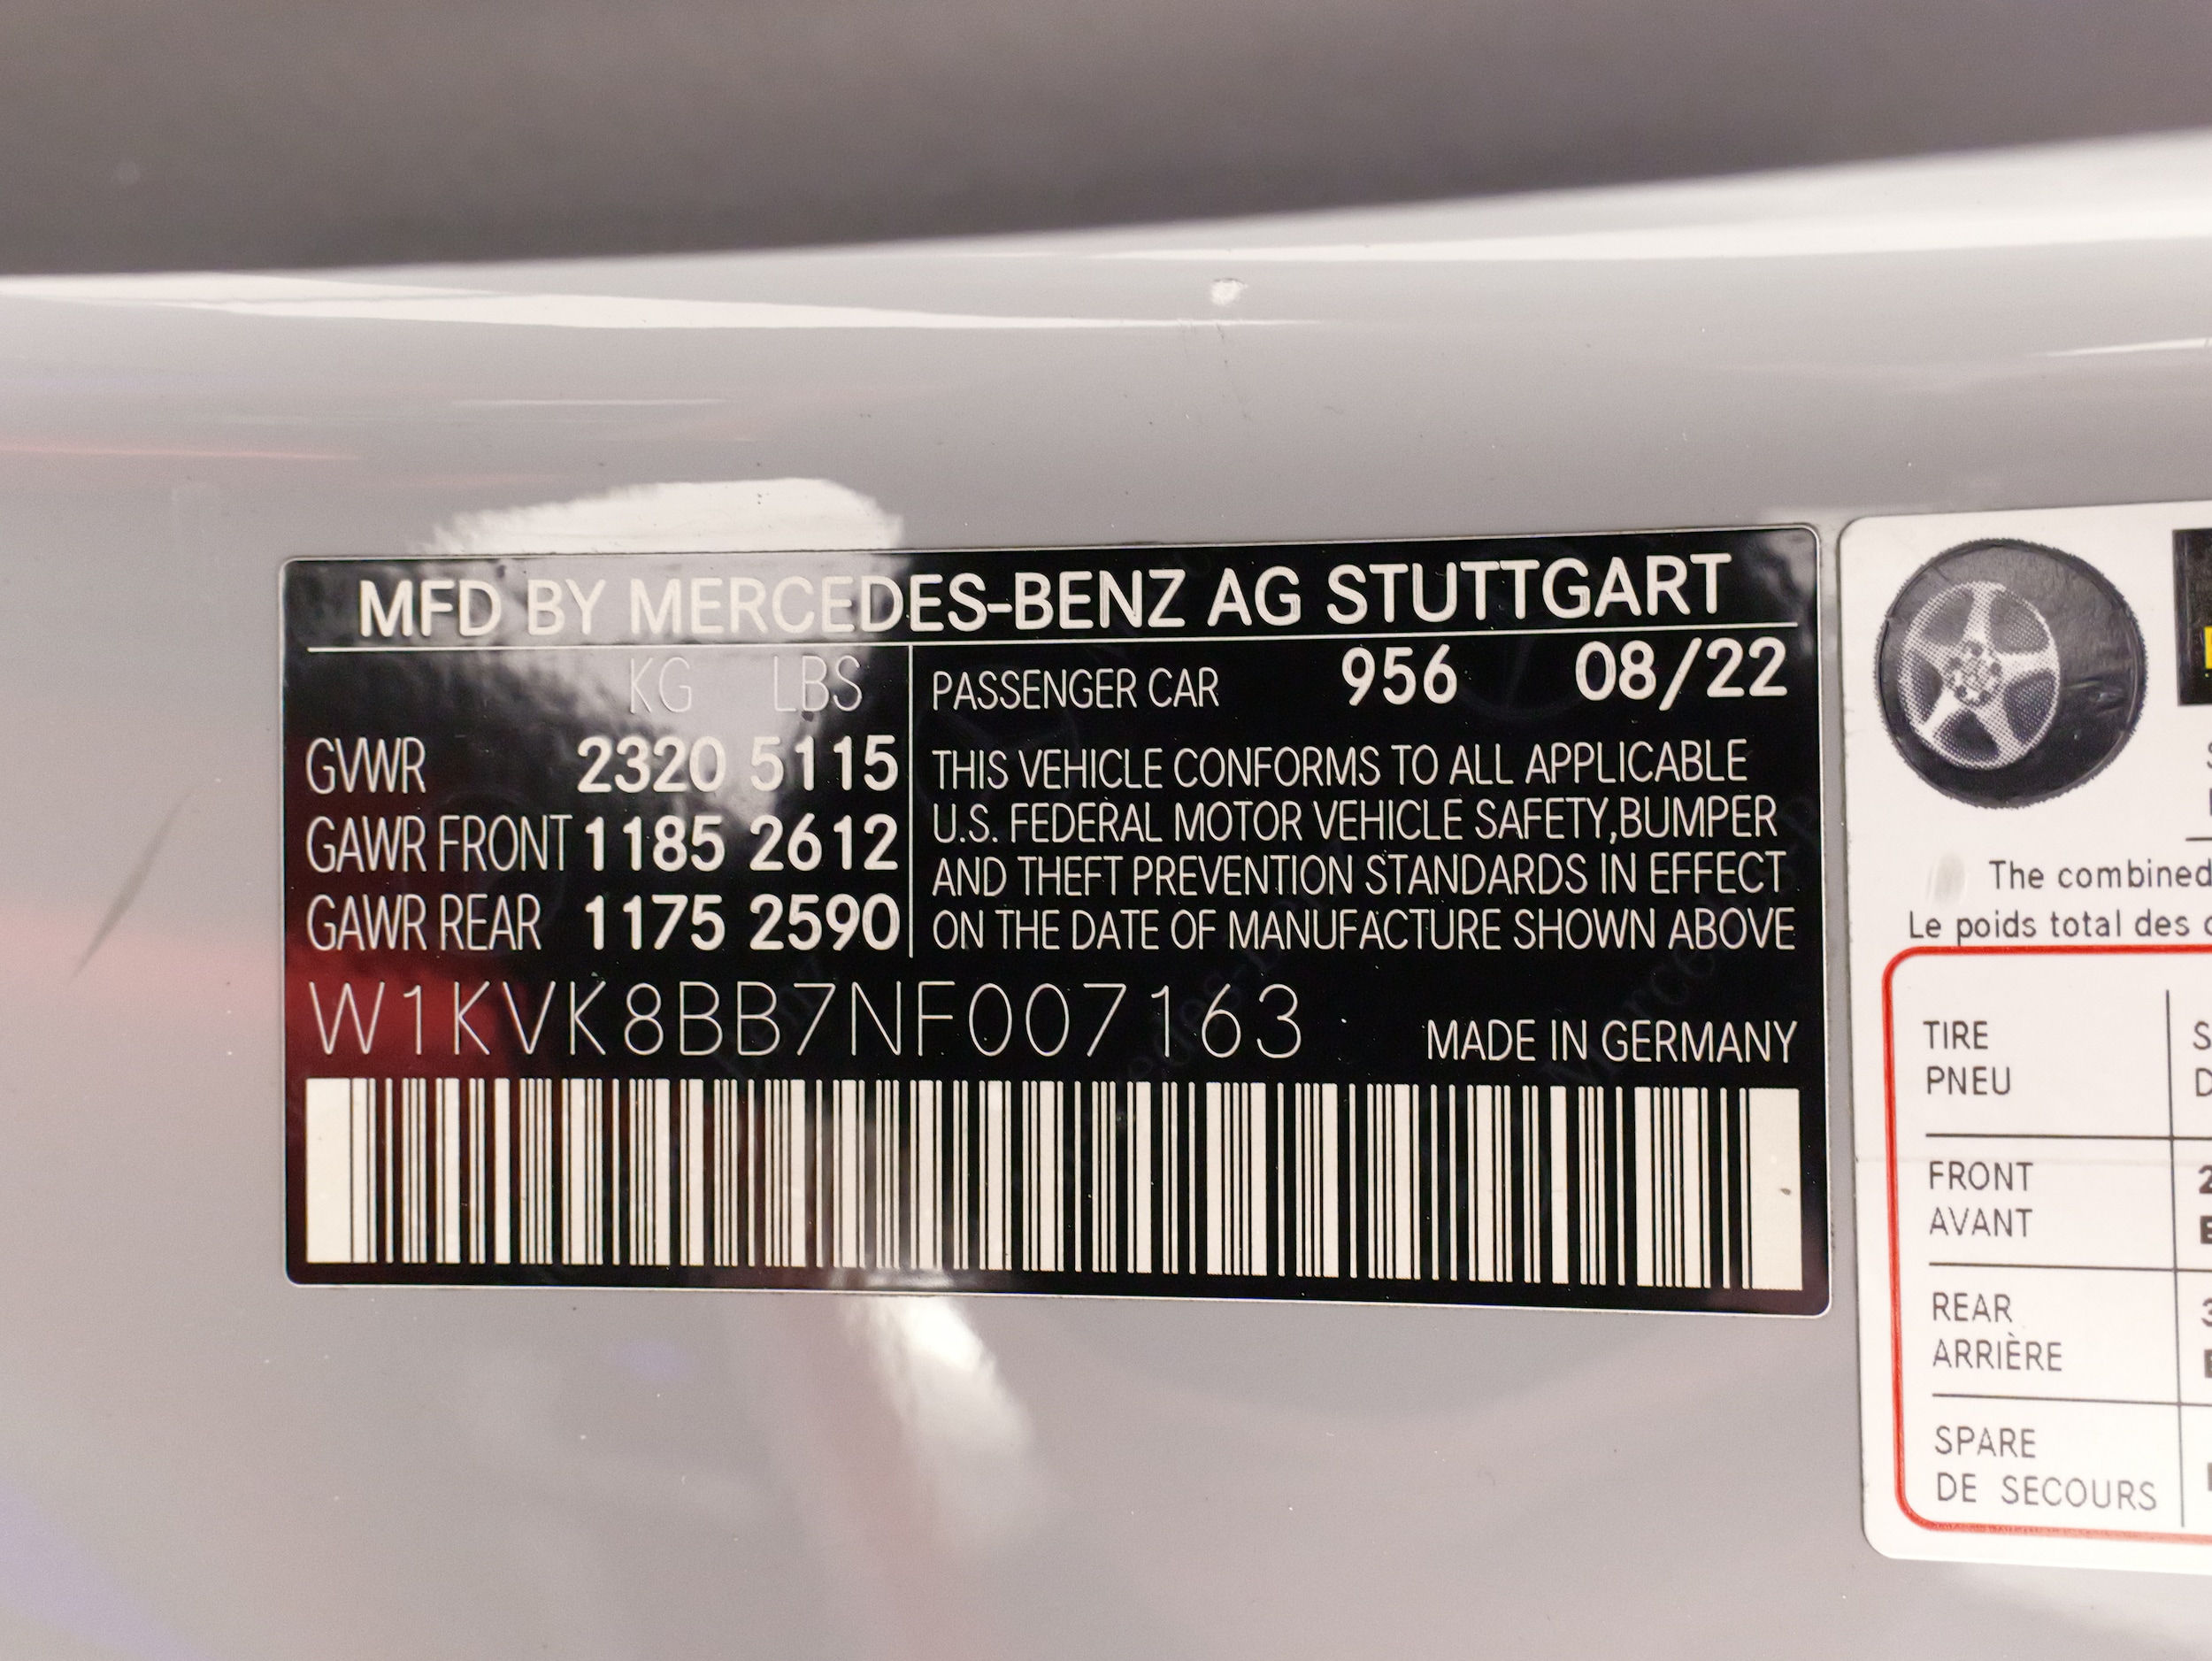 MFD BY MERCEDES-BENZ AG STUTTGART
KG LBS
GVWR 2320 5115
GAWR FRONT 1185 2612
GAWR REAR 1175 2590
PASSENGER CAR 956 08/22
THIS VEHICLE CONFORMS TO ALL APPLICABLE
U.S. FEDERAL MOTOR VEHICLE SAFETY,BUMPER
AND THEFT PREVENTION STANDARDS IN EFFECT
ON THE DATE OF MANUFACTURE SHOWN ABOVE
W1KVK8BB7NF007163
MADE IN GERMANY
The combined
Le poids total des
TIRE
PNEU
FRONT
AVANT
REAR
ARRIÈRE
SPARE
DE SECOURS